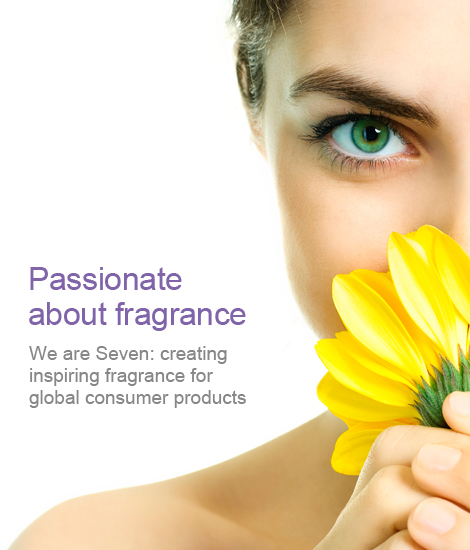 Passionate
about fragrance
We are Seven: creating
inspiring fragrance for
global consumer products